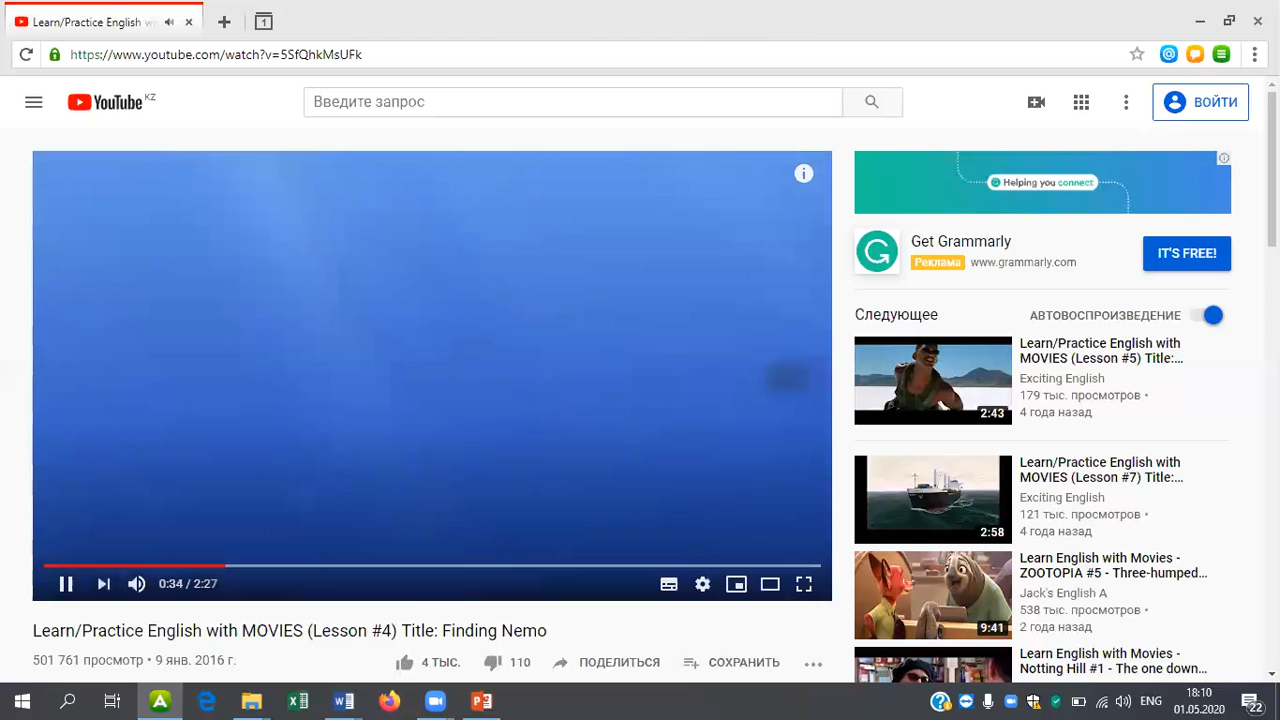 Learn/Practice English w
1
https://www.youtube.com/watch?v=5SfQhkMsUFk
YouTube KZ
Введите запрос
ВОЙТИ
Helping you connect
Get Grammarly
Реклама www.grammarly.com
IT'S FREE!
Следующее
АВТОВОСПРОИЗВЕДЕНИЕ
Learn/Practice English with
MOVIES (Lesson #5) Title:...
Exciting English
179 тыс. просмотров •
4 года назад
2:43
Learn/Practice English with
MOVIES (Lesson #7) Title:...
Exciting English
121 тыс. просмотров •
4 года назад
2:58
Learn English with Movies -
ZOOTOPIA #5 - Three-humped...
Jack's English A
538 тыс. просмотров •
2 года назад
9:41
Learn English with Movies -
Notting Hill #1 - The one down...
0:34 / 2:27
Learn/Practice English with MOVIES (Lesson #4) Title: Finding Nemo
501 761 просмотр • 9 янв. 2016 г.
4 ТЫС.
110
ПОДЕЛИТЬСЯ
СОХРАНИТЬ
ENG
18:10
01.05.2020
22